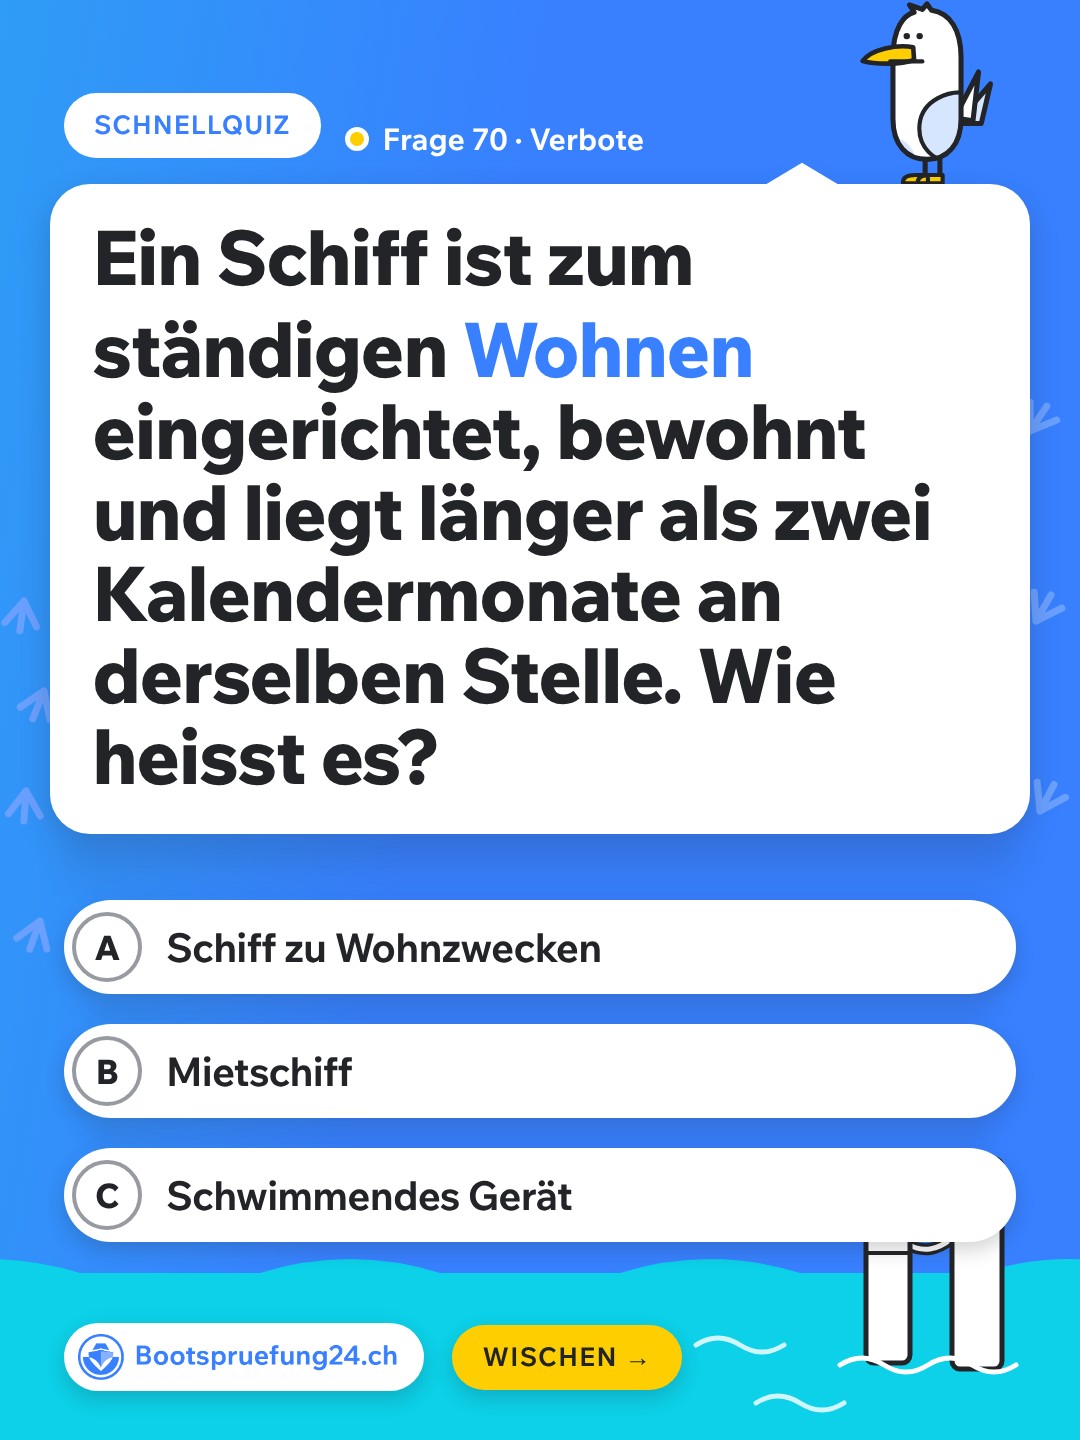 SCHNELLQUIZ
Frage 70 · Verbote
Ein Schiff ist zum
ständigen Wohnen
eingerichtet, bewohnt
und liegt länger als zwei
Kalendermonate an
derselben Stelle. Wie
heisst es?
A Schiff zu Wohnzwecken
B Mietschiff
C Schwimmendes Gerät
Bootspruefung24.ch
WISCHEN →